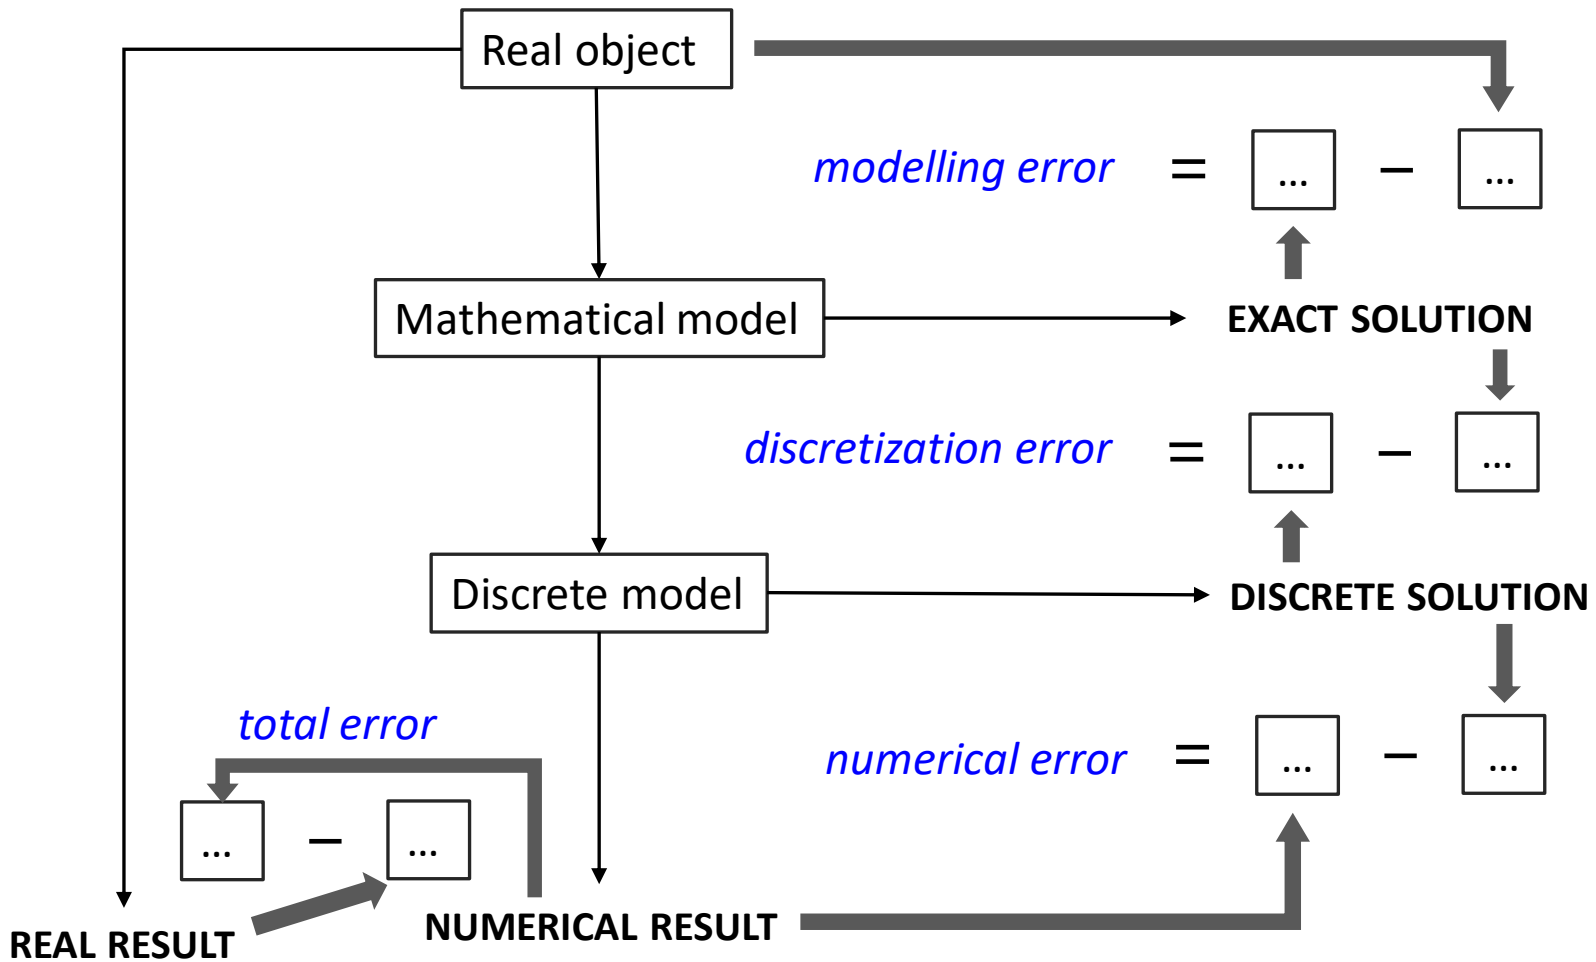 Real object
modelling error = ... – ...
Mathematical model
EXACT SOLUTION
discretization error = ... – ...
Discrete model
DISCRETE SOLUTION
total error
numerical error = ... – ...
... – ...
REAL RESULT
NUMERICAL RESULT